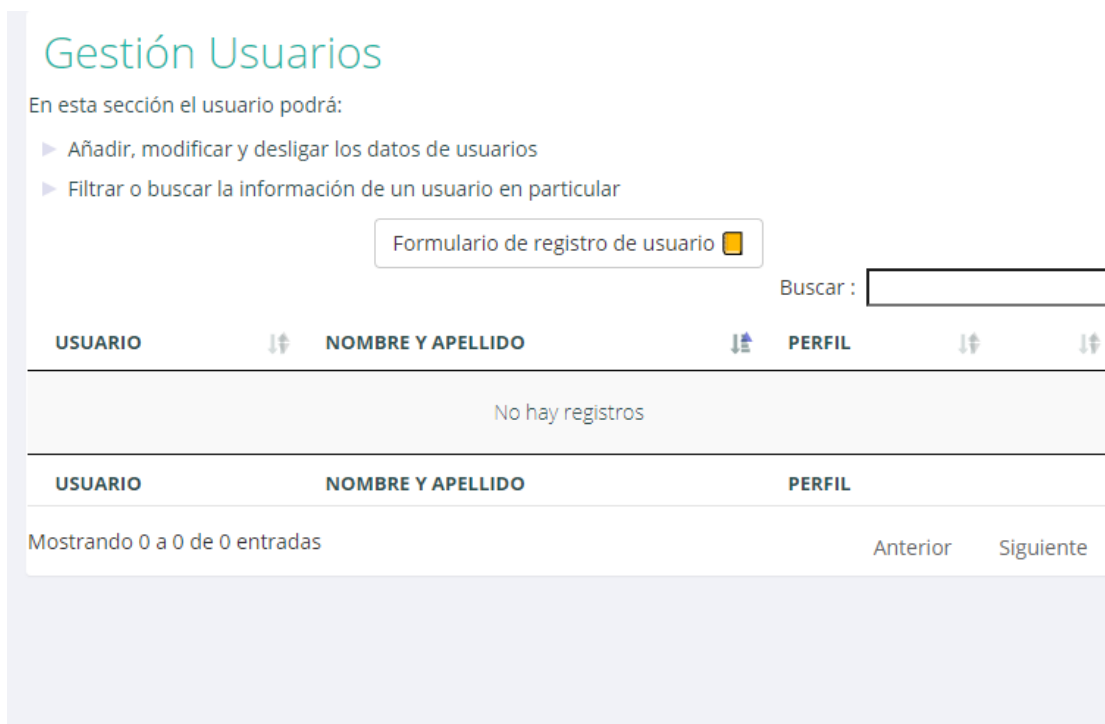 Gestión Usuarios
En esta sección el usuario podrá:
Añadir, modificar y desligar los datos de usuarios
Filtrar o buscar la información de un usuario en particular
Formulario de registro de usuario
Buscar :
USUARIO NOMBRE Y APELLIDO PERFIL
No hay registros
USUARIO NOMBRE Y APELLIDO PERFIL
Mostrando 0 a 0 de 0 entradas Anterior Siguiente